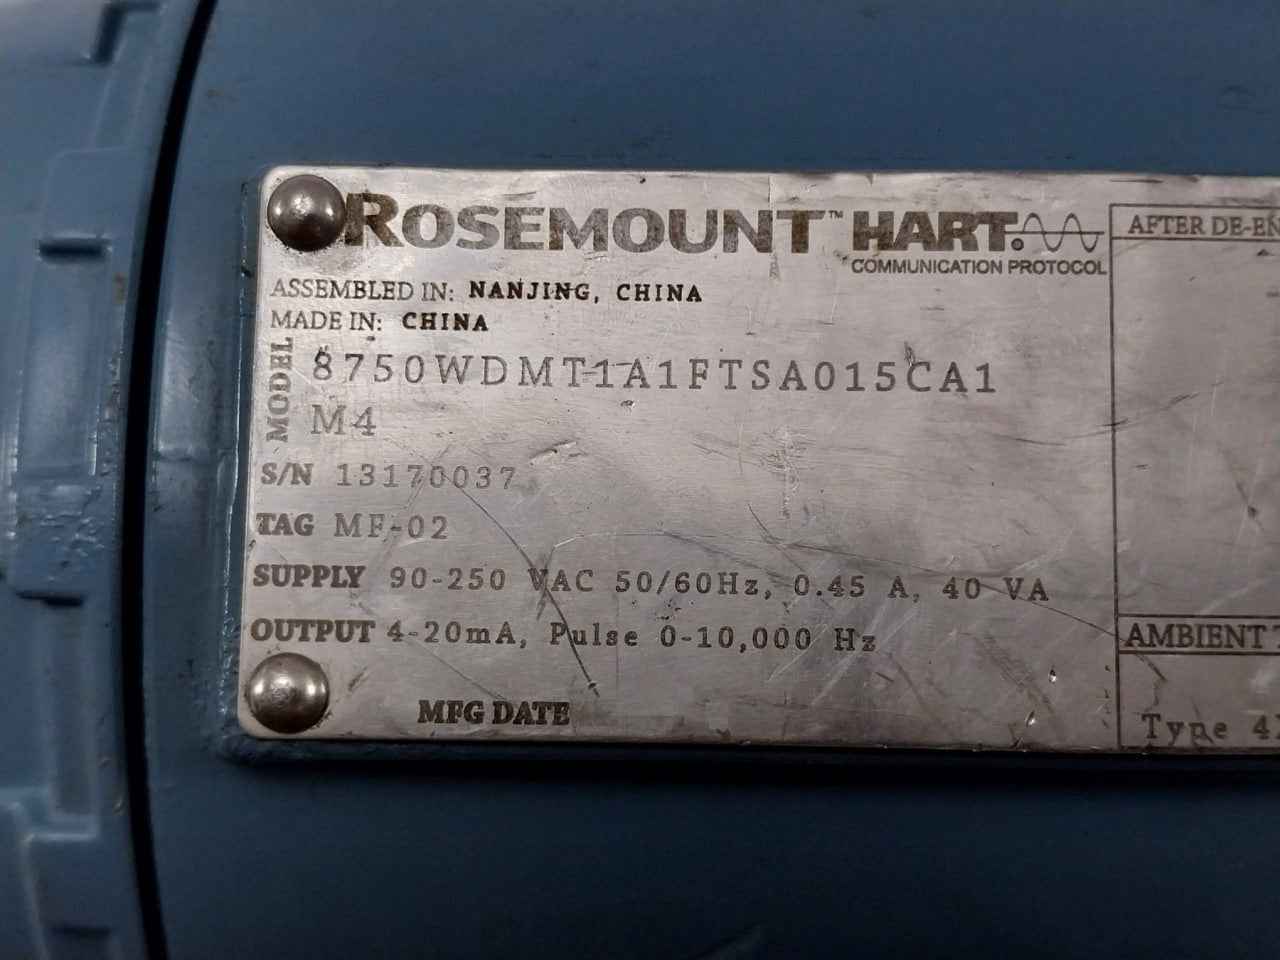 ROSEMOUNT™ HART
COMMUNICATION PROTOCOL
ASSEMBLED IN: NANJING, CHINA
MADE IN: CHINA
MODEL 8750WDMT1A1FTSA015CA1
M4
S/N 13170037
TAG MF-02
SUPPLY 90-250 VAC 50/60Hz, 0.45 A, 40 VA
OUTPUT 4-20mA, Pulse 0-10,000 Hz
MFG DATE
AFTER DE-EN
AMBIENT
Type 4